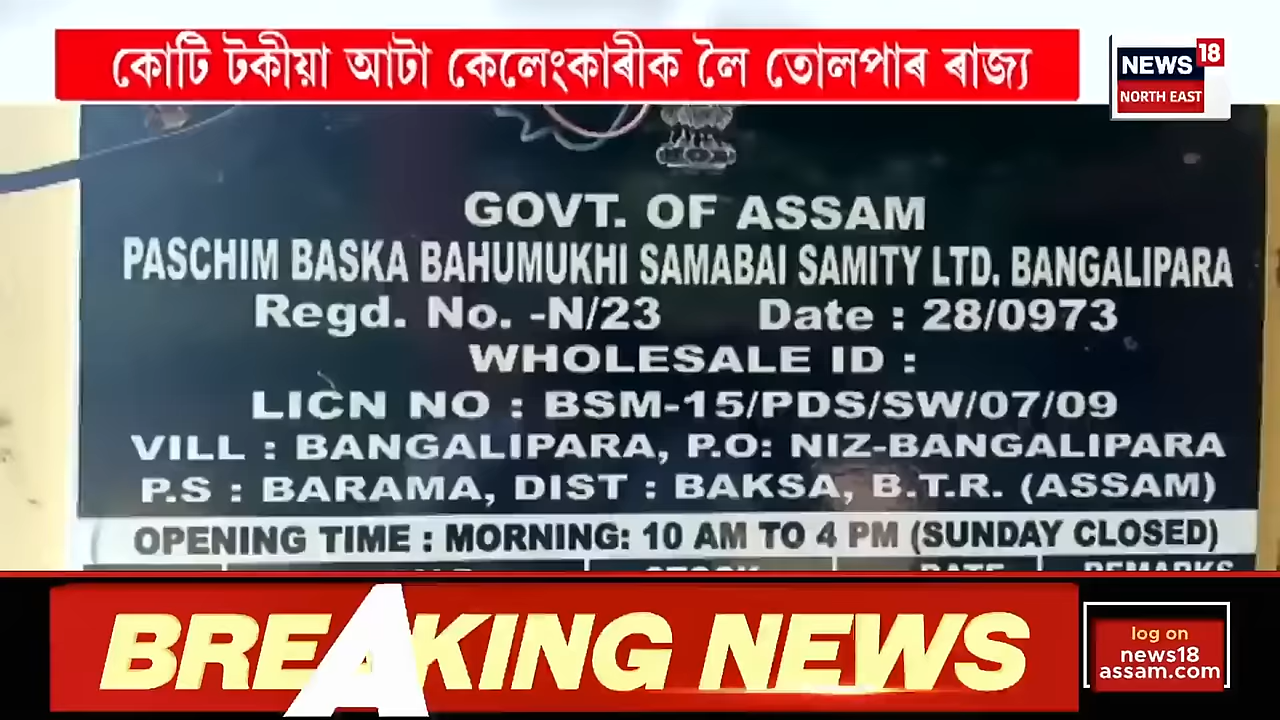 কোটি টকীয়া আটা কেলেংকাৰীক লৈ তোলপাৰ ৰাজ্য
NEWS 18
NORTH EAST
GOVT. OF ASSAM
PASCHIM BASKA BAHUMUKHI SAMABAI SAMITY LTD. BANGALIPARA
Regd. No. -N/23 Date : 28/0973
WHOLESALE ID :
LICN NO : BSM-15/PDS/SW/07/09
VILL : BANGALIPARA, P.O: NIZ-BANGALIPARA
P.S : BARAMA, DIST : BAKSA, B.T.R. (ASSAM)
OPENING TIME : MORNING: 10 AM TO 4 PM (SUNDAY CLOSED)
STOCK DATE REMARKS
BREAKING NEWS
log on
news18
assam.com